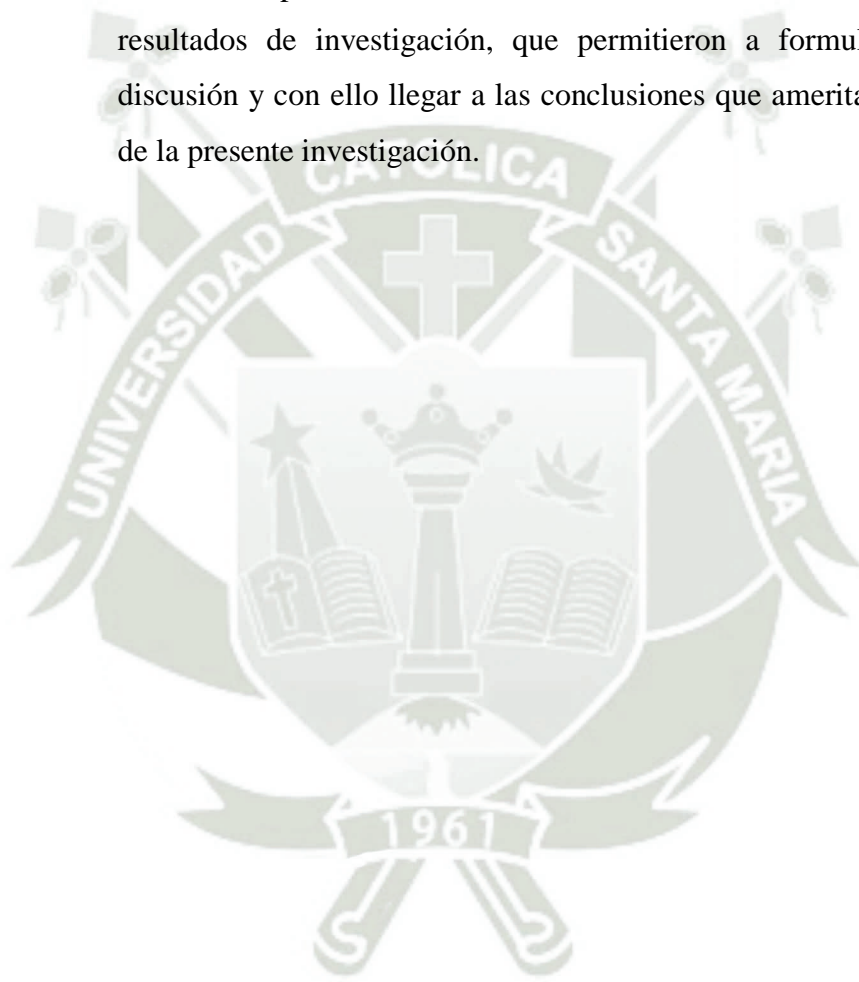 resultados de investigación, que permitieron a formul
discusión y con ello llegar a las conclusiones que amerita
de la presente investigación.
UNIVERSIDAD CATOLICA SANTA MARIA
1961